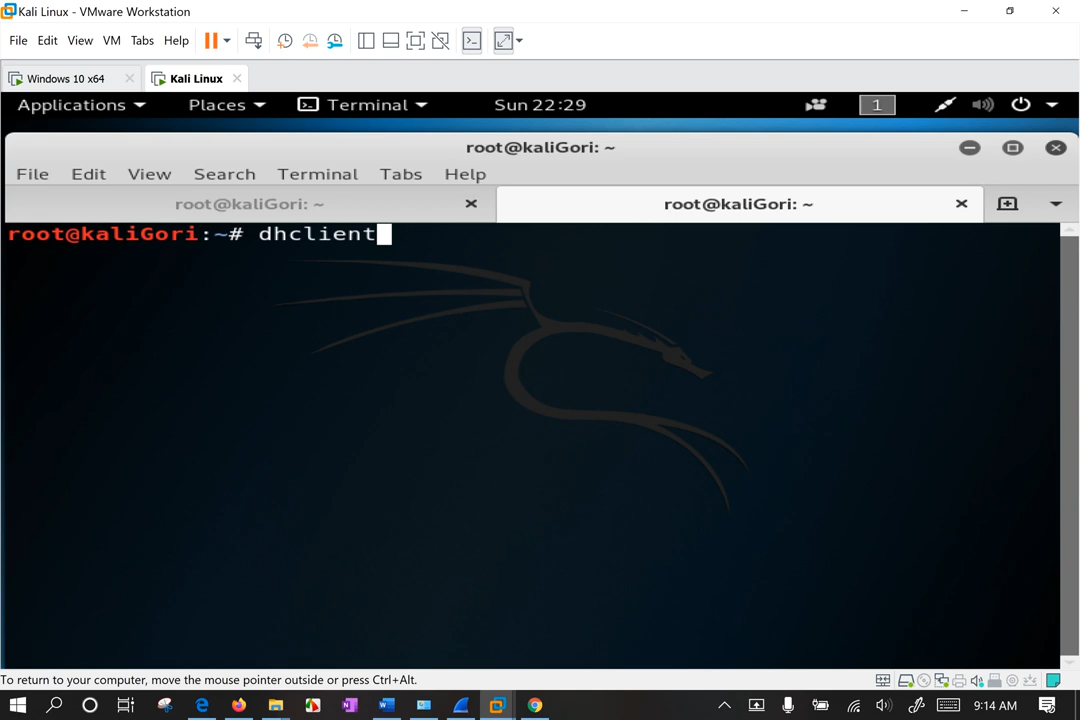 Kali Linux - VMware Workstation
File Edit View VM Tabs Help
Windows 10 x64 Kali Linux
Applications Places Terminal Sun 22:29 1
root@kaliGori: ~
File Edit View Search Terminal Tabs Help
root@kaliGori: ~ root@kaliGori: ~
root@kaliGori:~# dhclient
To return to your computer, move the mouse pointer outside or press Ctrl+Alt.
9:14 AM